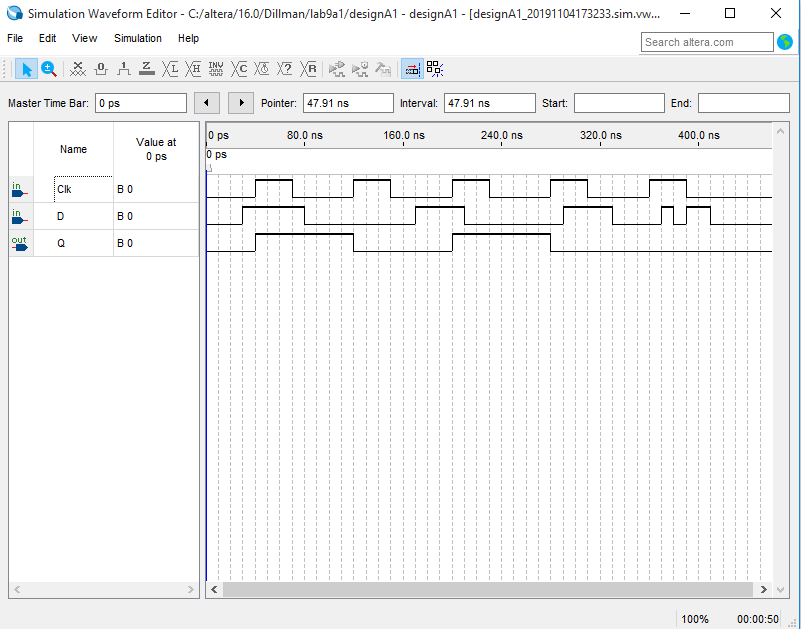 Simulation Waveform Editor - C:/altera/16.0/Dillman/lab9a1/designA1 - designA1 - [designA1_20191104173233.sim.vw...
File Edit View Simulation Help
Search altera.com
Master Time Bar: 0 ps Pointer: 47.91 ns Interval: 47.91 ns Start: End:
Name
Value at
0 ps
0 ps 80.0 ns 160.0 ns 240.0 ns 320.0 ns 400.0 ns
0 ps
in Clk B 0
in D B 0
out Q B 0
100% 00:00:50